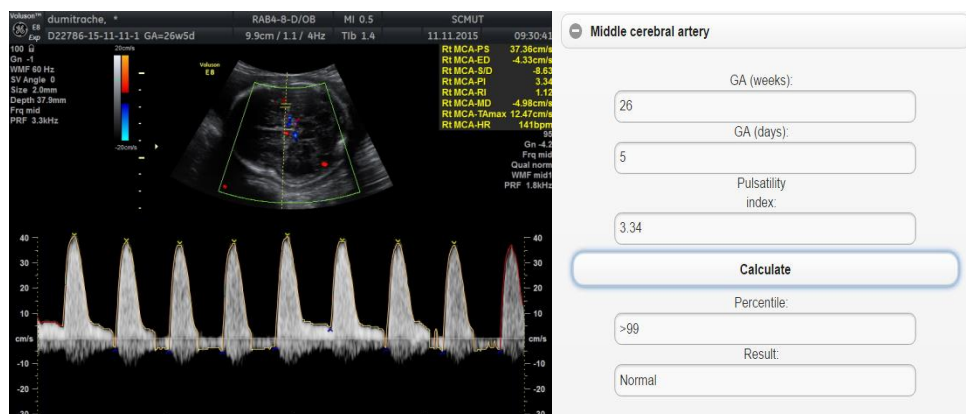 Voluson™
E8
Exp
dumitrache, *
RAB4-8-D/OB
MI 0.5
SCMUT
D22786-15-11-11-1 GA=26w5d
9.9cm / 1.1 / 4Hz
TIb 1.4
11.11.2015
09:30:41
100
Gn -1
WMF 60 Hz
SV Angle 0
Size 2.0mm
Depth 37.9mm
Frq mid
PRF 3.3kHz
20cm/s
-20cm/s
Voluson
E8
Rt MCA-PS 37.36cm/s
Rt MCA-ED -4.33cm/s
Rt MCA-S/D -8.63
Rt MCA-PI 3.34
Rt MCA-RI 1.12
Rt MCA-MD -4.98cm/s
Rt MCA-TAmax 12.47cm/s
Rt MCA-HR 141bpm
95
Gn -4.2
Frq mid
Qual norm
WMF mid1
PRF 1.8kHz
40
30
20
10
cm/s
-10
-20
-30
40
30
20
10
cm/s
-10
-20
-30
Middle cerebral artery
GA (weeks):
26
GA (days):
5
Pulsatility
index:
3.34
Calculate
Percentile:
>99
Result:
Normal